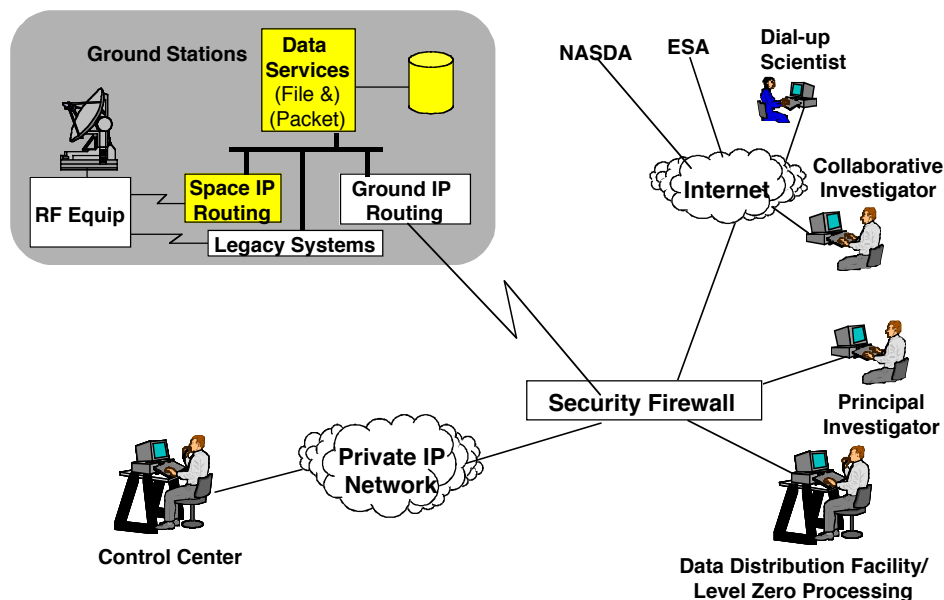 Ground Stations
Data
Services
(File &)
(Packet)
RF Equip
Space IP
Routing
Ground IP
Routing
Legacy Systems
NASDA
ESA
Dial-up
Scientist
Internet
Collaborative
Investigator
Security Firewall
Principal
Investigator
Private IP
Network
Control Center
Data Distribution Facility/
Level Zero Processing